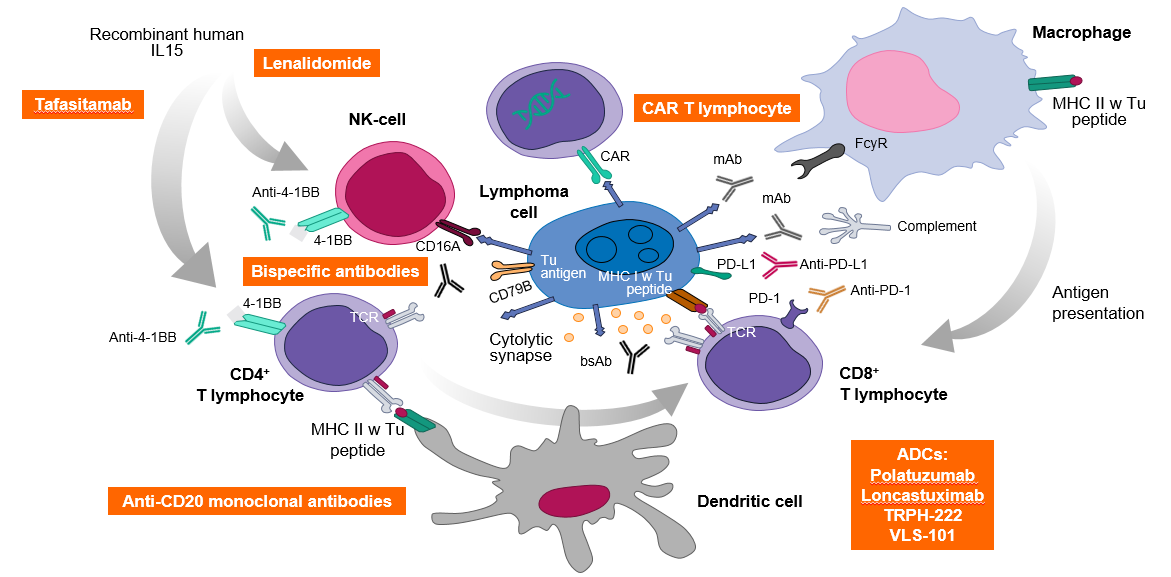 Recombinant human
IL15
Lenalidomide
Tafasitamab
NK-cell
CAR T lymphocyte
Macrophage
MHC II w Tu
peptide
FcyR
CAR
mAb
mAb
Complement
Lymphoma
cell
Anti-4-1BB
4-1BB
CD16A
Bispecific antibodies
Tu
antigen
CD79B
MHC I w Tu
peptide
PD-L1
Anti-PD-L1
PD-1
Anti-PD-1
4-1BB
Anti-4-1BB
TCR
TCR
Cytolytic
synapse
bsAb
Antigen
presentation
CD4+
T lymphocyte
CD8+
T lymphocyte
MHC II w Tu
peptide
Anti-CD20 monoclonal antibodies
Dendritic cell
ADCs:
Polatuzumab
Loncastuximab
TRPH-222
VLS-101